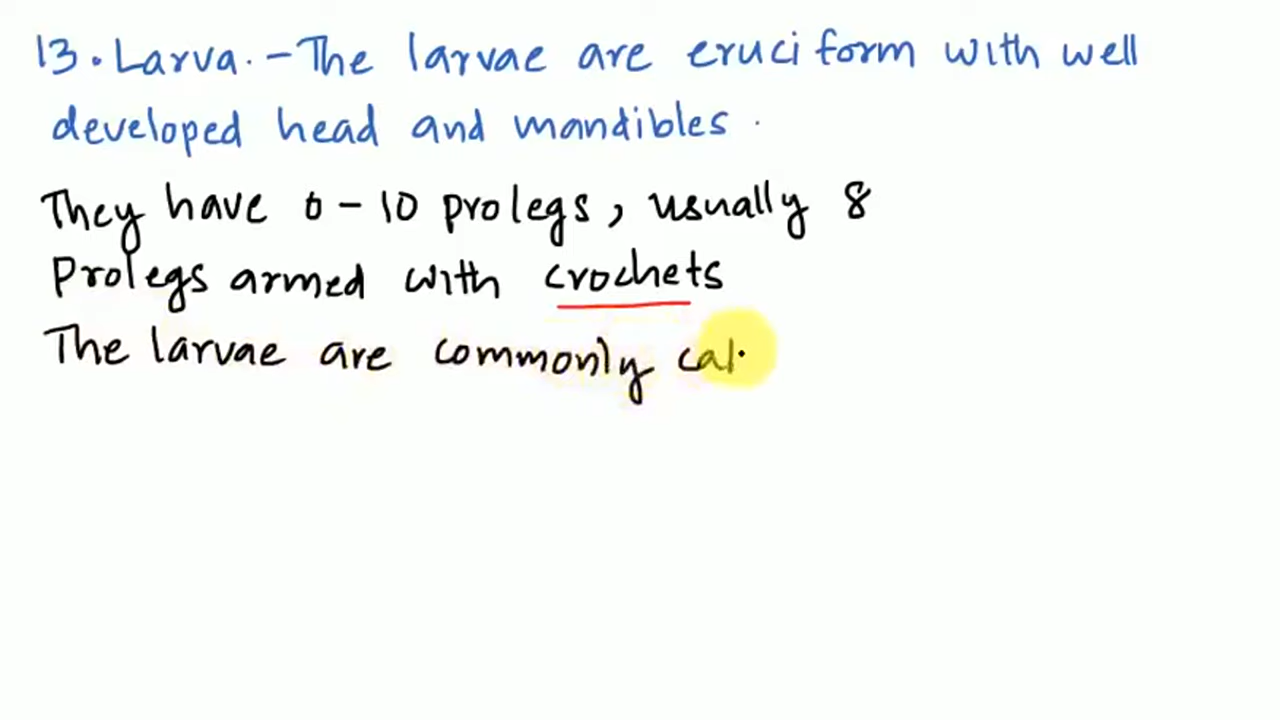 13. Larva. - The larvae are eruciform with well
developed head and mandibles.
They have 0-10 prolegs, usually 8
Prolegs armed with crochets
The larvae are commonly cal